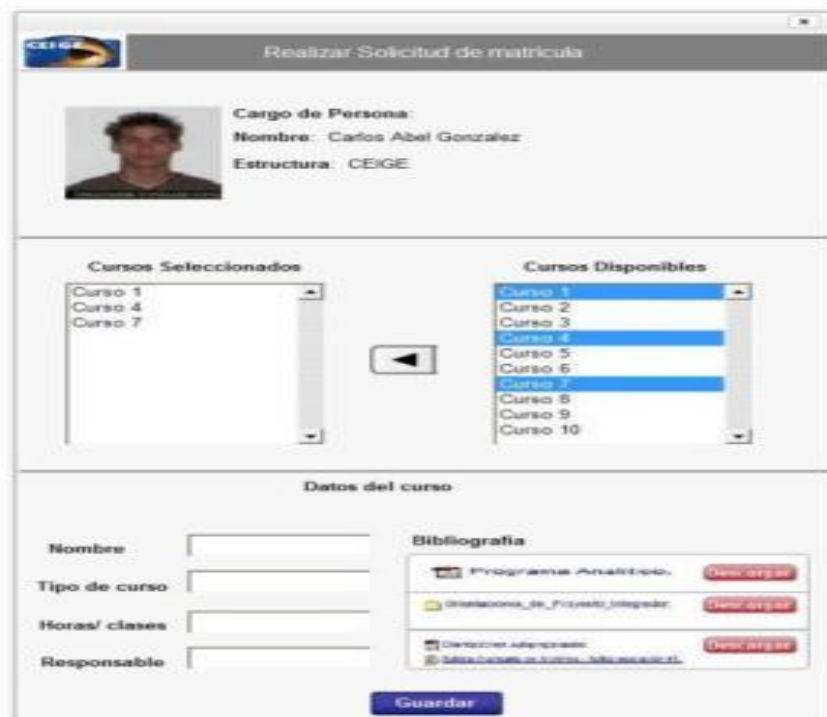 CEIGE
Realizar Solicitud de matricula
Cargo de Persona:
Nombre: Carlos Abel Gonzalez
Estructura: CEIGE
Cursos Seleccionados
Curso 1
Curso 4
Curso 7
Cursos Disponibles
Curso 1
Curso 2
Curso 3
Curso 4
Curso 5
Curso 6
Curso 7
Curso 8
Curso 9
Curso 10
Datos del curso
Nombre
Tipo de curso
Horas/ clases
Responsable
Bibliografia
Programa Analitico.
Descargar
Orientaciones_de_Proyecto_Integrador.
Descargar
Descargar
Guardar